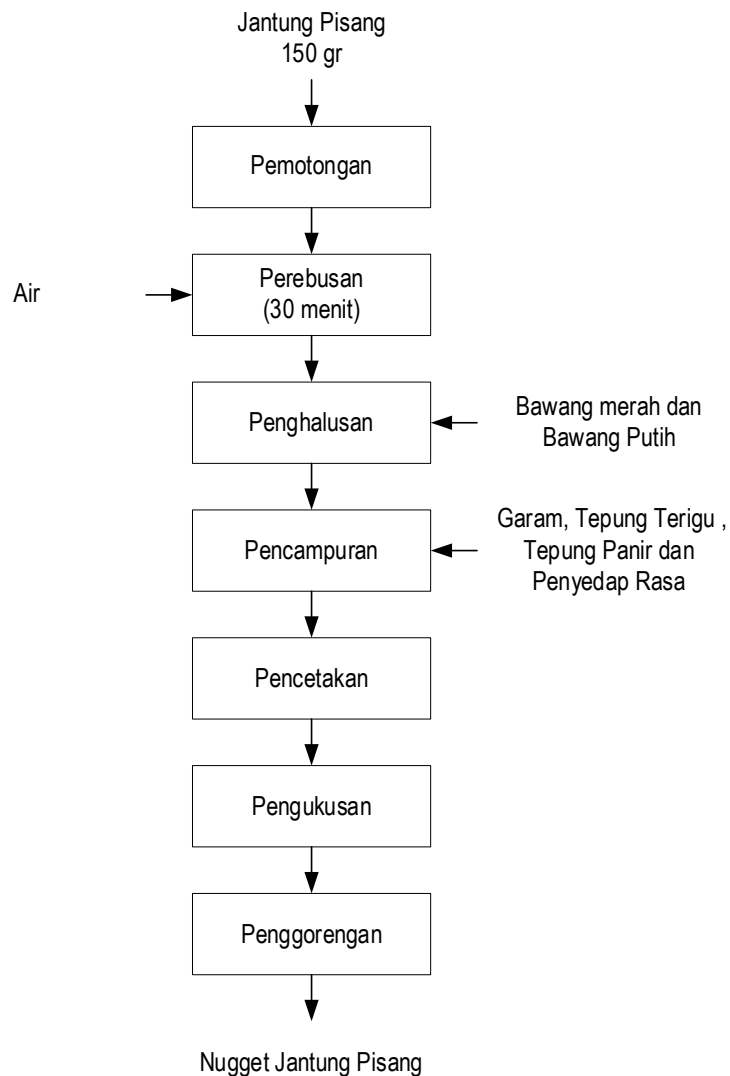 Jantung Pisang
150 gr
Pemotongan
Air
Perebusan
(30 menit)
Penghalusan
Bawang merah dan
Bawang Putih
Pencampuran
Garam, Tepung Terigu ,
Tepung Panir dan
Penyedap Rasa
Pencetakan
Pengukusan
Penggorengan
Nugget Jantung Pisang